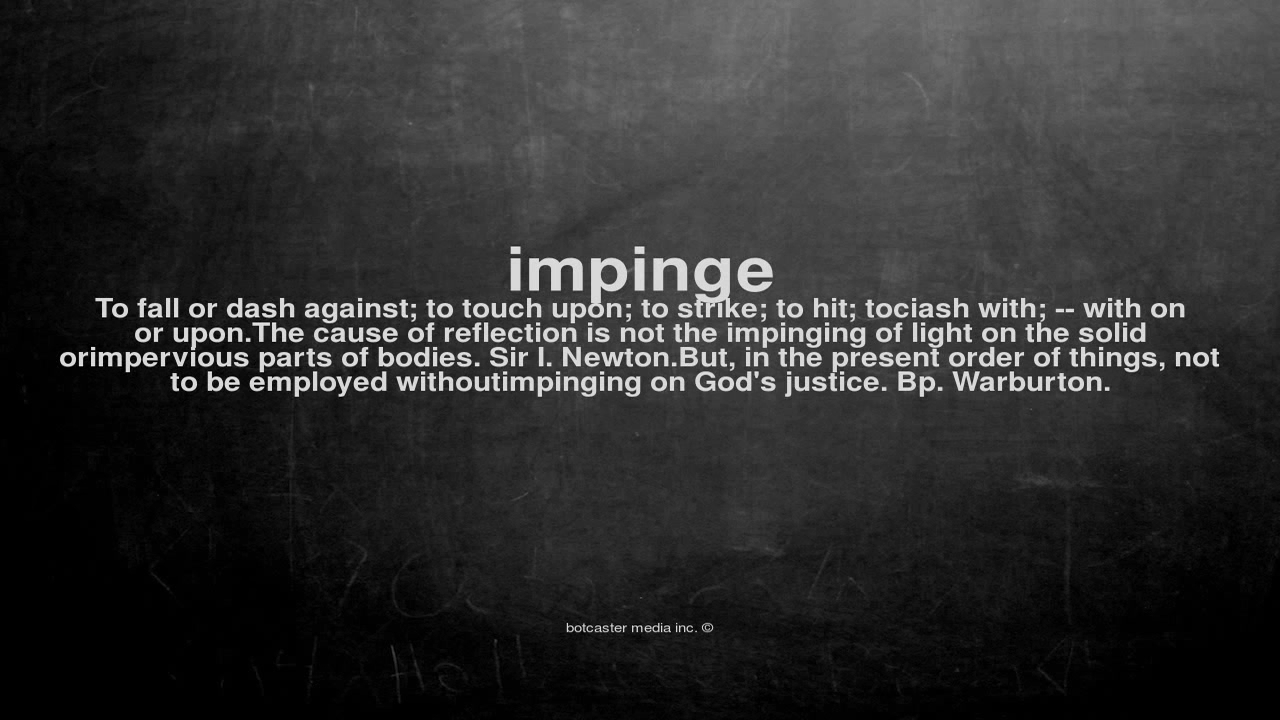 impinge
To fall or dash against; to touch upon; to strike; to hit; tociash with; -- with on
or upon.The cause of reflection is not the impinging of light on the solid
orimpervious parts of bodies. Sir I. Newton.But, in the present order of things, not
to be employed withoutimpinging on God's justice. Bp. Warburton.
botcaster media inc. ©